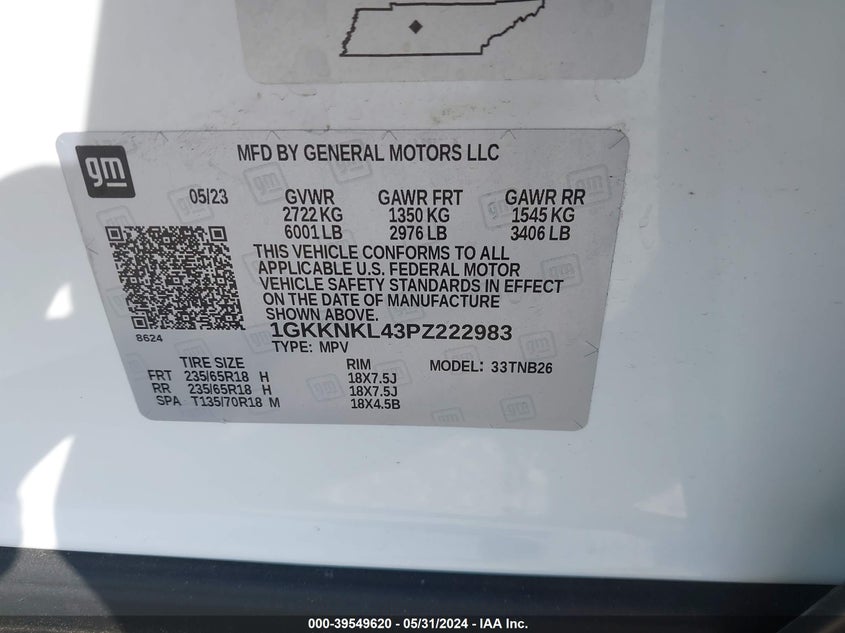 gm
MFD BY GENERAL MOTORS LLC
05/23 GVWR GAWR FRT GAWR RR
2722 KG 1350 KG 1545 KG
6001 LB 2976 LB 3406 LB
THIS VEHICLE CONFORMS TO ALL
APPLICABLE U.S. FEDERAL MOTOR
VEHICLE SAFETY STANDARDS IN EFFECT
ON THE DATE OF MANUFACTURE
SHOWN ABOVE.
8624
1GKKNKL43PZ222983
TYPE: MPV
TIRE SIZE RIM MODEL: 33TNB26
FRT 235/65R18 H 18X7.5J
RR 235/65R18 H 18X7.5J
SPA T135/70R18 M 18X4.5B
000-39549620 - 05/31/2024 - IAA Inc.